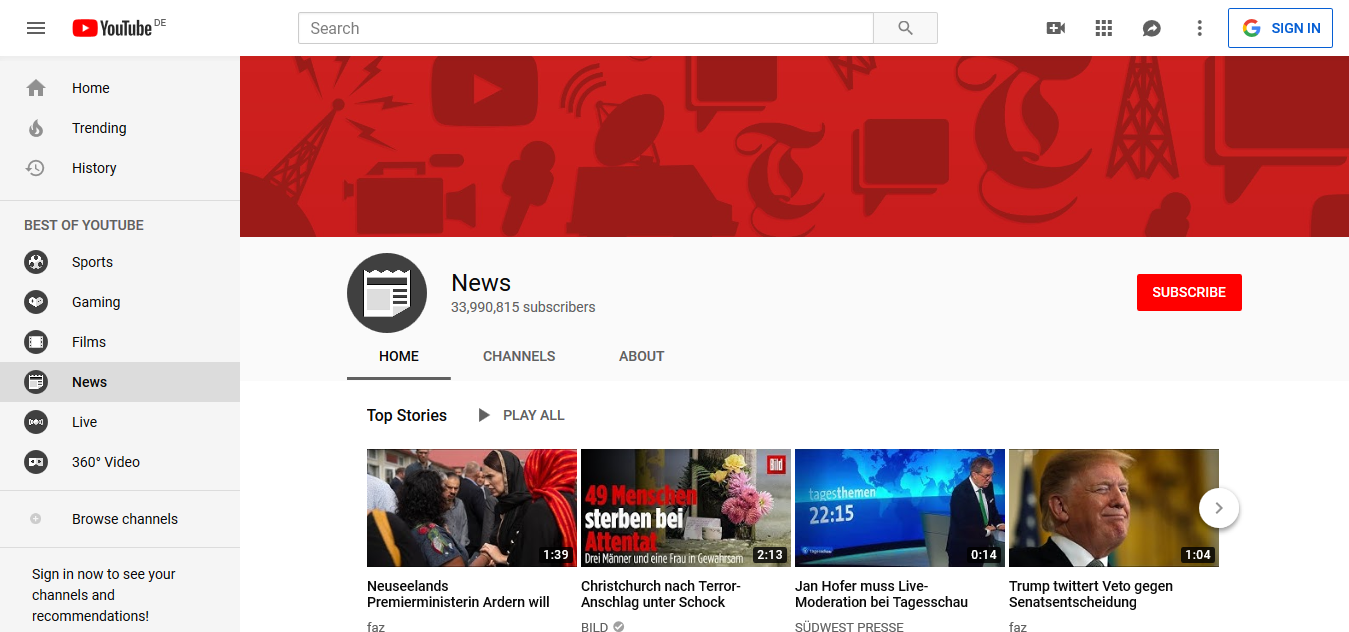 YouTube DE
Search
SIGN IN
Home
Trending
History
BEST OF YOUTUBE
Sports
Gaming
Films
News
Live
360° Video
Browse channels
Sign in now to see your
channels and
recommendations!
News
33,990,815 subscribers
SUBSCRIBE
HOME CHANNELS ABOUT
Top Stories PLAY ALL
1:39
Neuseelands
Premierministerin Ardern will
faz
Bild
49 Menschen
sterben bei
Attentat
Drei Männer und eine Frau in Gewahrsam
2:13
Christchurch nach Terror-
Anschlag unter Schock
BILD
tagesthemen
22:15
0:14
Jan Hofer muss Live-
Moderation bei Tagesschau
SÜDWEST PRESSE
1:04
Trump twittert Veto gegen
Senatsentscheidung
faz